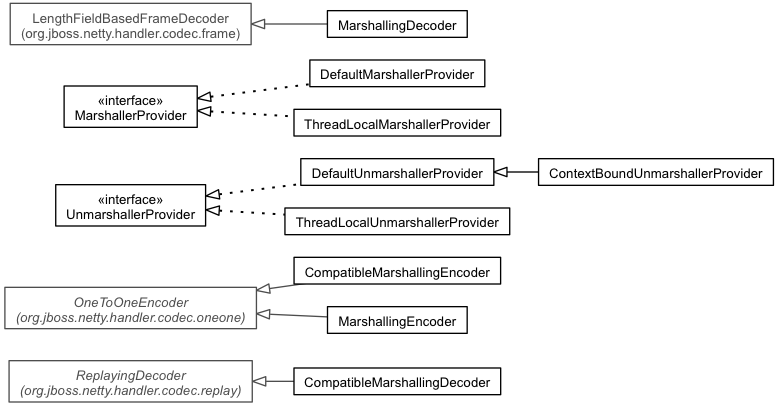 LengthFieldBasedFrameDecoder
(org.jboss.netty.handler.codec.frame)
MarshallingDecoder
DefaultMarshallerProvider
«interface»
MarshallerProvider
ThreadLocalMarshallerProvider
DefaultUnmarshallerProvider
ContextBoundUnmarshallerProvider
«interface»
UnmarshallerProvider
ThreadLocalUnmarshallerProvider
CompatibleMarshallingEncoder
OneToOneEncoder
(org.jboss.netty.handler.codec.oneone)
MarshallingEncoder
ReplayingDecoder
(org.jboss.netty.handler.codec.replay)
CompatibleMarshallingDecoder